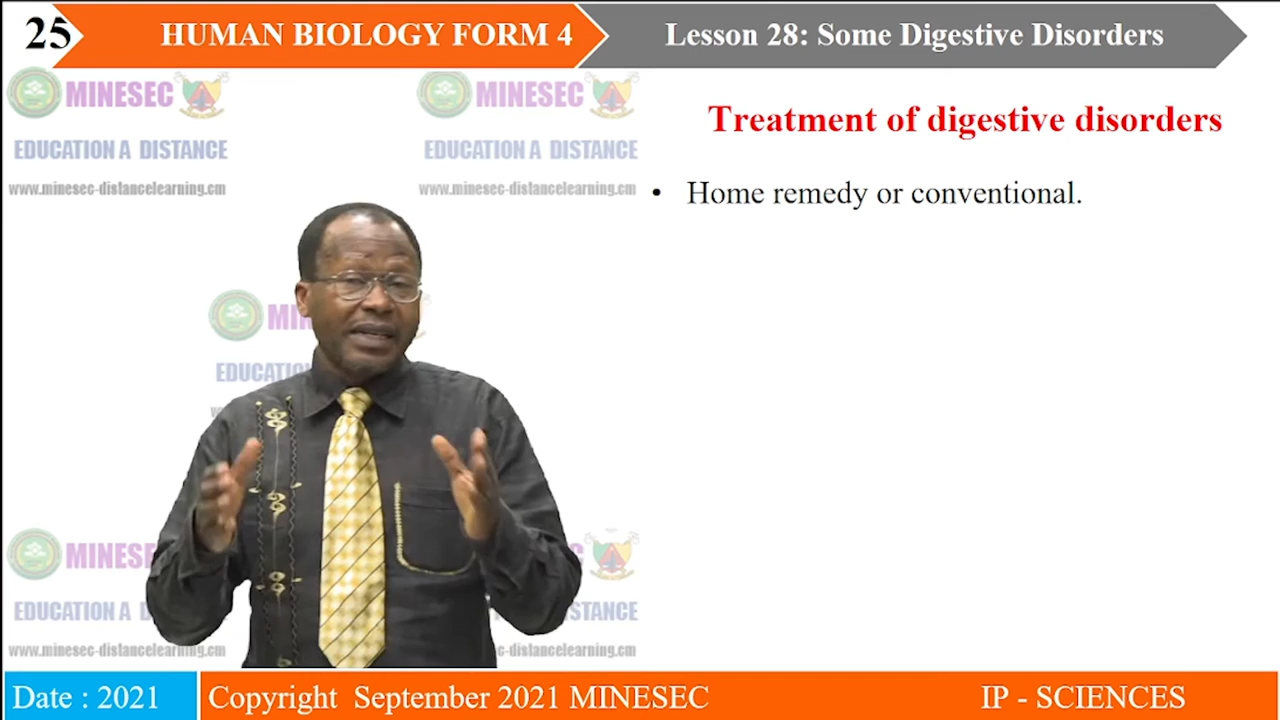 25
HUMAN BIOLOGY FORM 4
Lesson 28: Some Digestive Disorders
MINESEC
EDUCATION A DISTANCE
www.minesec-distancelearning.cm
MINESEC
EDUCATION A DISTANCE
www.minesec-distancelearning.cm
Treatment of digestive disorders
• Home remedy or conventional.
MINESEC
EDUCATION A DISTANCE
www.minesec-distancelearning.cm
Date : 2021
Copyright September 2021 MINESEC
IP - SCIENCES